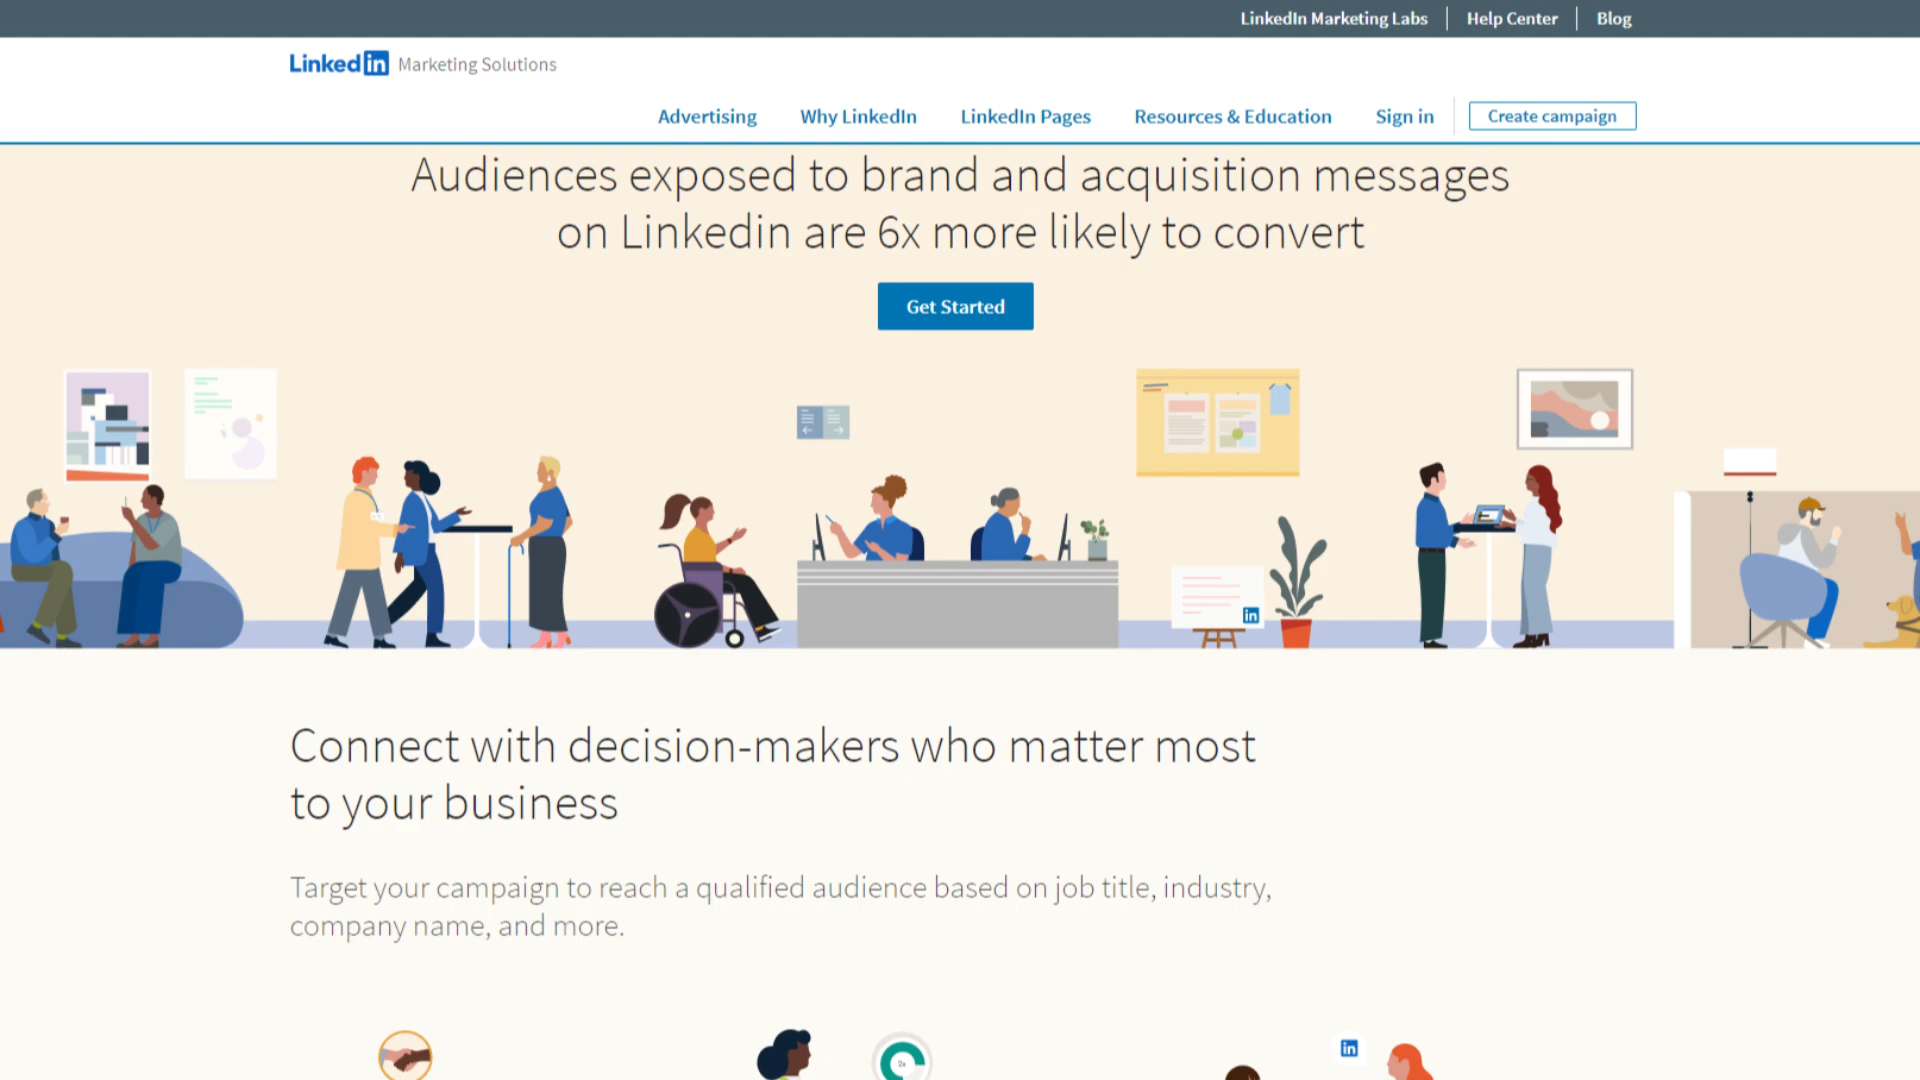 LinkedIn Marketing Labs
Help Center
Blog
Linked in Marketing Solutions
Advertising
Why LinkedIn
LinkedIn Pages
Resources & Education
Sign in
Create campaign
Audiences exposed to brand and acquisition messages
on Linkedin are 6x more likely to convert
Get Started
in
Connect with decision-makers who matter most
to your business
Target your campaign to reach a qualified audience based on job title, industry,
company name, and more.
in